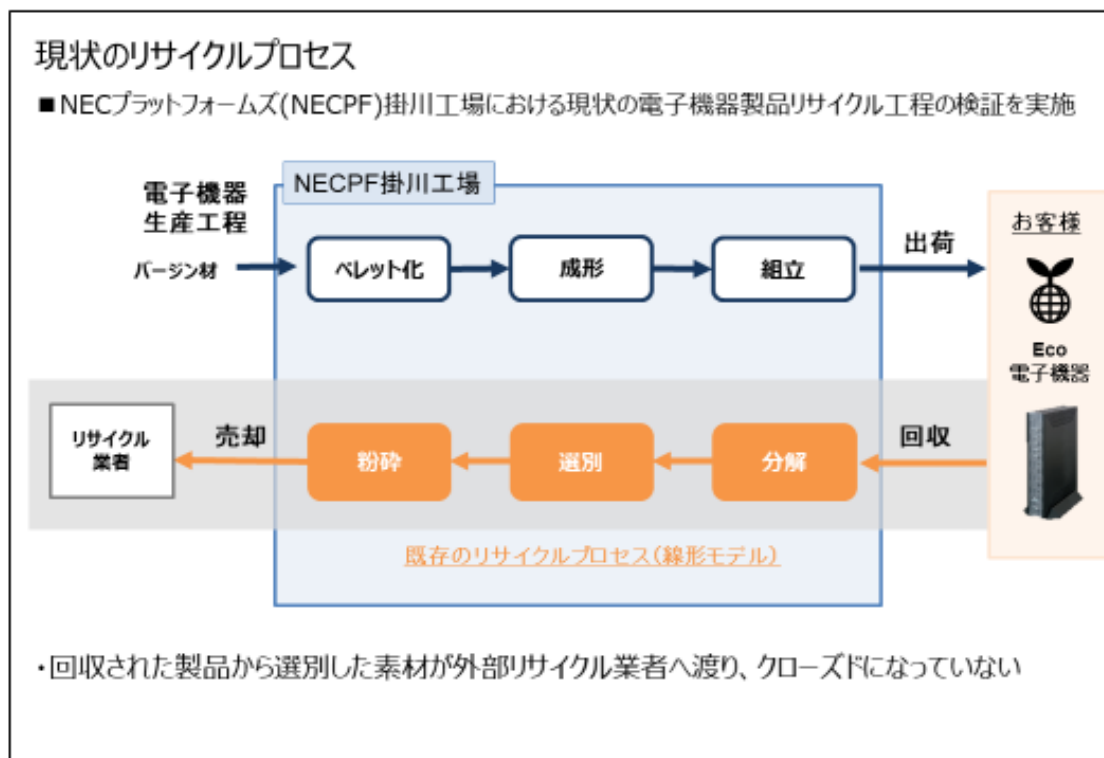 現状のリサイクルプロセス
■NECプラットフォームズ(NECPF)掛川工場における現状の電子機器製品リサイクル工程の検証を実施
NECPF掛川工場
電子機器
生産工程
バージン材
ペレット化
成形
組立
出荷
お客様
Eco
電子機器
リサイクル
業者
売却
粉砕
選別
分解
回収
既存のリサイクルプロセス(線形モデル)
・回収された製品から選別した素材が外部リサイクル業者へ渡り、クローズドになっていない